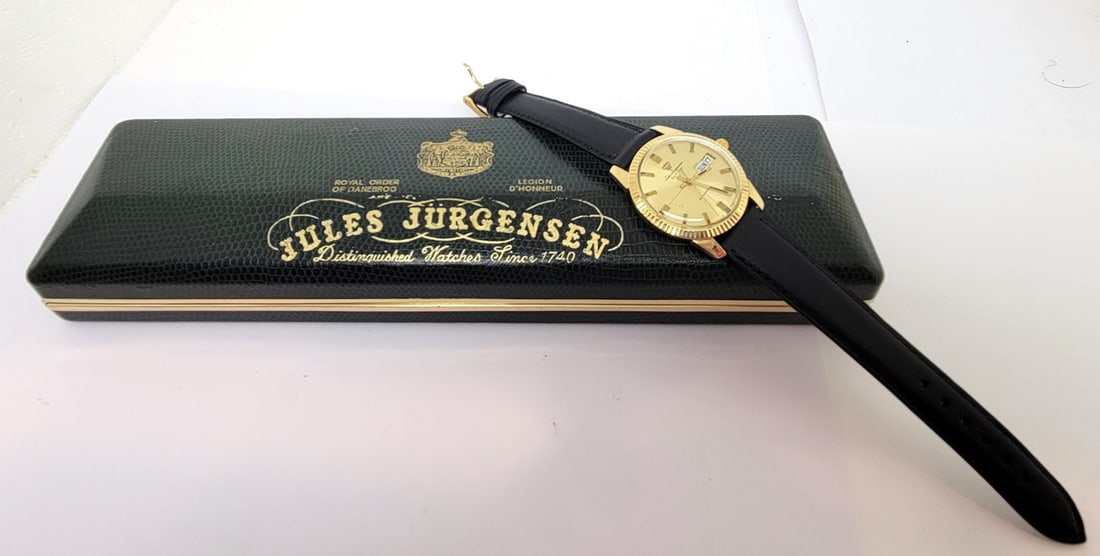 ROYAL ORDER
OF DANEBROG
LEGION
D'HONNEUR
JULES JÜRGENSEN
Distinguished Watches Since 1740